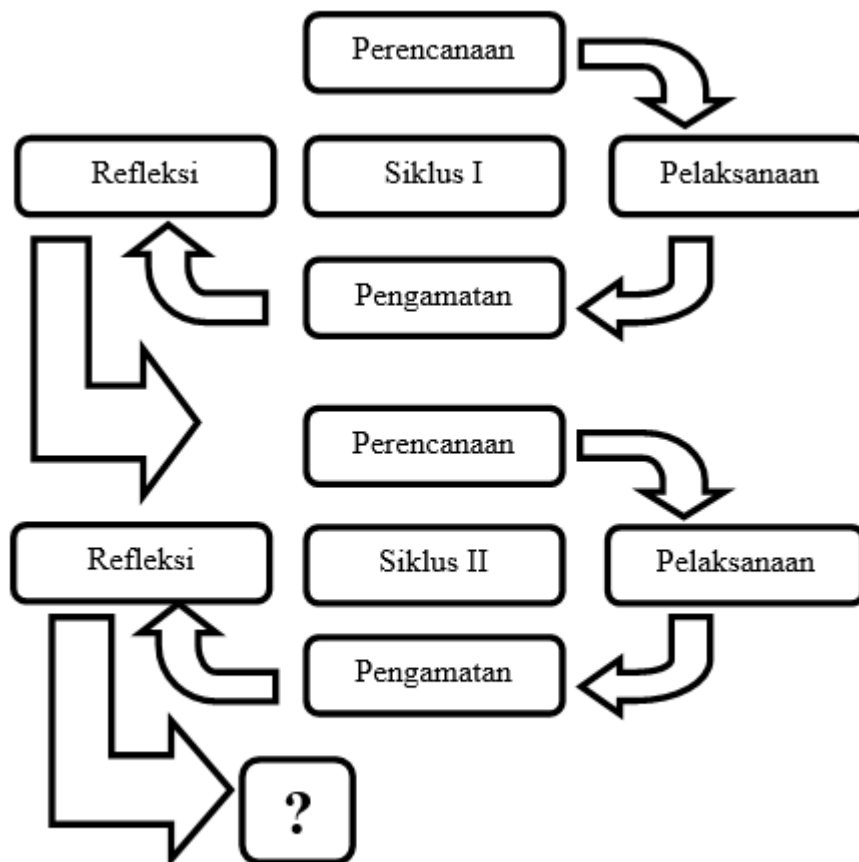 Perencanaan
Refleksi
Siklus I
Pelaksanaan
Pengamatan
Perencanaan
Refleksi
Siklus II
Pelaksanaan
Pengamatan
?